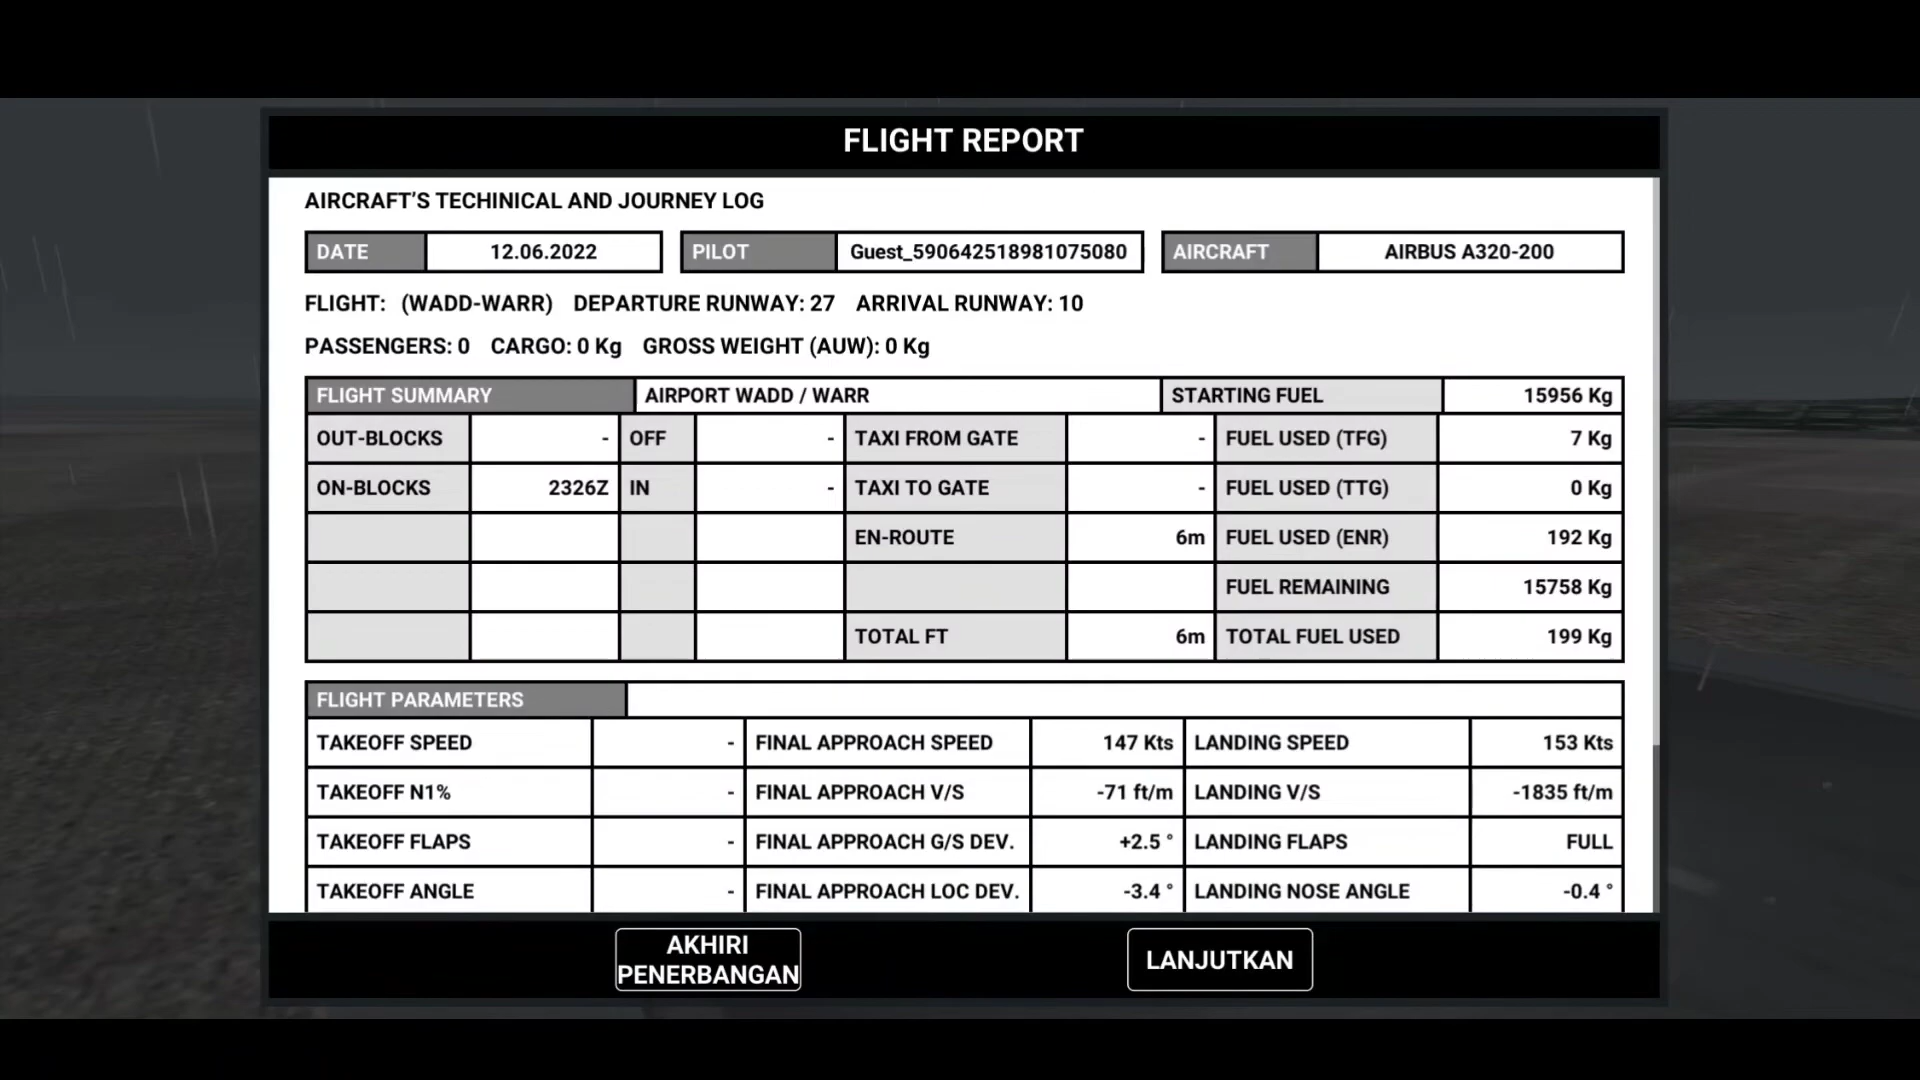 FLIGHT REPORT
AIRCRAFT’S TECHINICAL AND JOURNEY LOG
DATE 12.06.2022 PILOT Guest_590642518981075080 AIRCRAFT AIRBUS A320-200
FLIGHT: (WADD-WARR) DEPARTURE RUNWAY: 27 ARRIVAL RUNWAY: 10
PASSENGERS: 0 CARGO: 0 Kg GROSS WEIGHT (AUW): 0 Kg
FLIGHT SUMMARY AIRPORT WADD / WARR STARTING FUEL 15956 Kg
OUT-BLOCKS - OFF - TAXI FROM GATE - FUEL USED (TFG) 7 Kg
ON-BLOCKS 2326Z IN - TAXI TO GATE - FUEL USED (TTG) 0 Kg
EN-ROUTE 6m FUEL USED (ENR) 192 Kg
FUEL REMAINING 15758 Kg
TOTAL FT 6m TOTAL FUEL USED 199 Kg
FLIGHT PARAMETERS
TAKEOFF SPEED - FINAL APPROACH SPEED 147 Kts LANDING SPEED 153 Kts
TAKEOFF N1% - FINAL APPROACH V/S -71 ft/m LANDING V/S -1835 ft/m
TAKEOFF FLAPS - FINAL APPROACH G/S DEV. +2.5 ° LANDING FLAPS FULL
TAKEOFF ANGLE - FINAL APPROACH LOC DEV. -3.4 ° LANDING NOSE ANGLE -0.4 °
AKHIRI
PENERBANGAN
LANJUTKAN